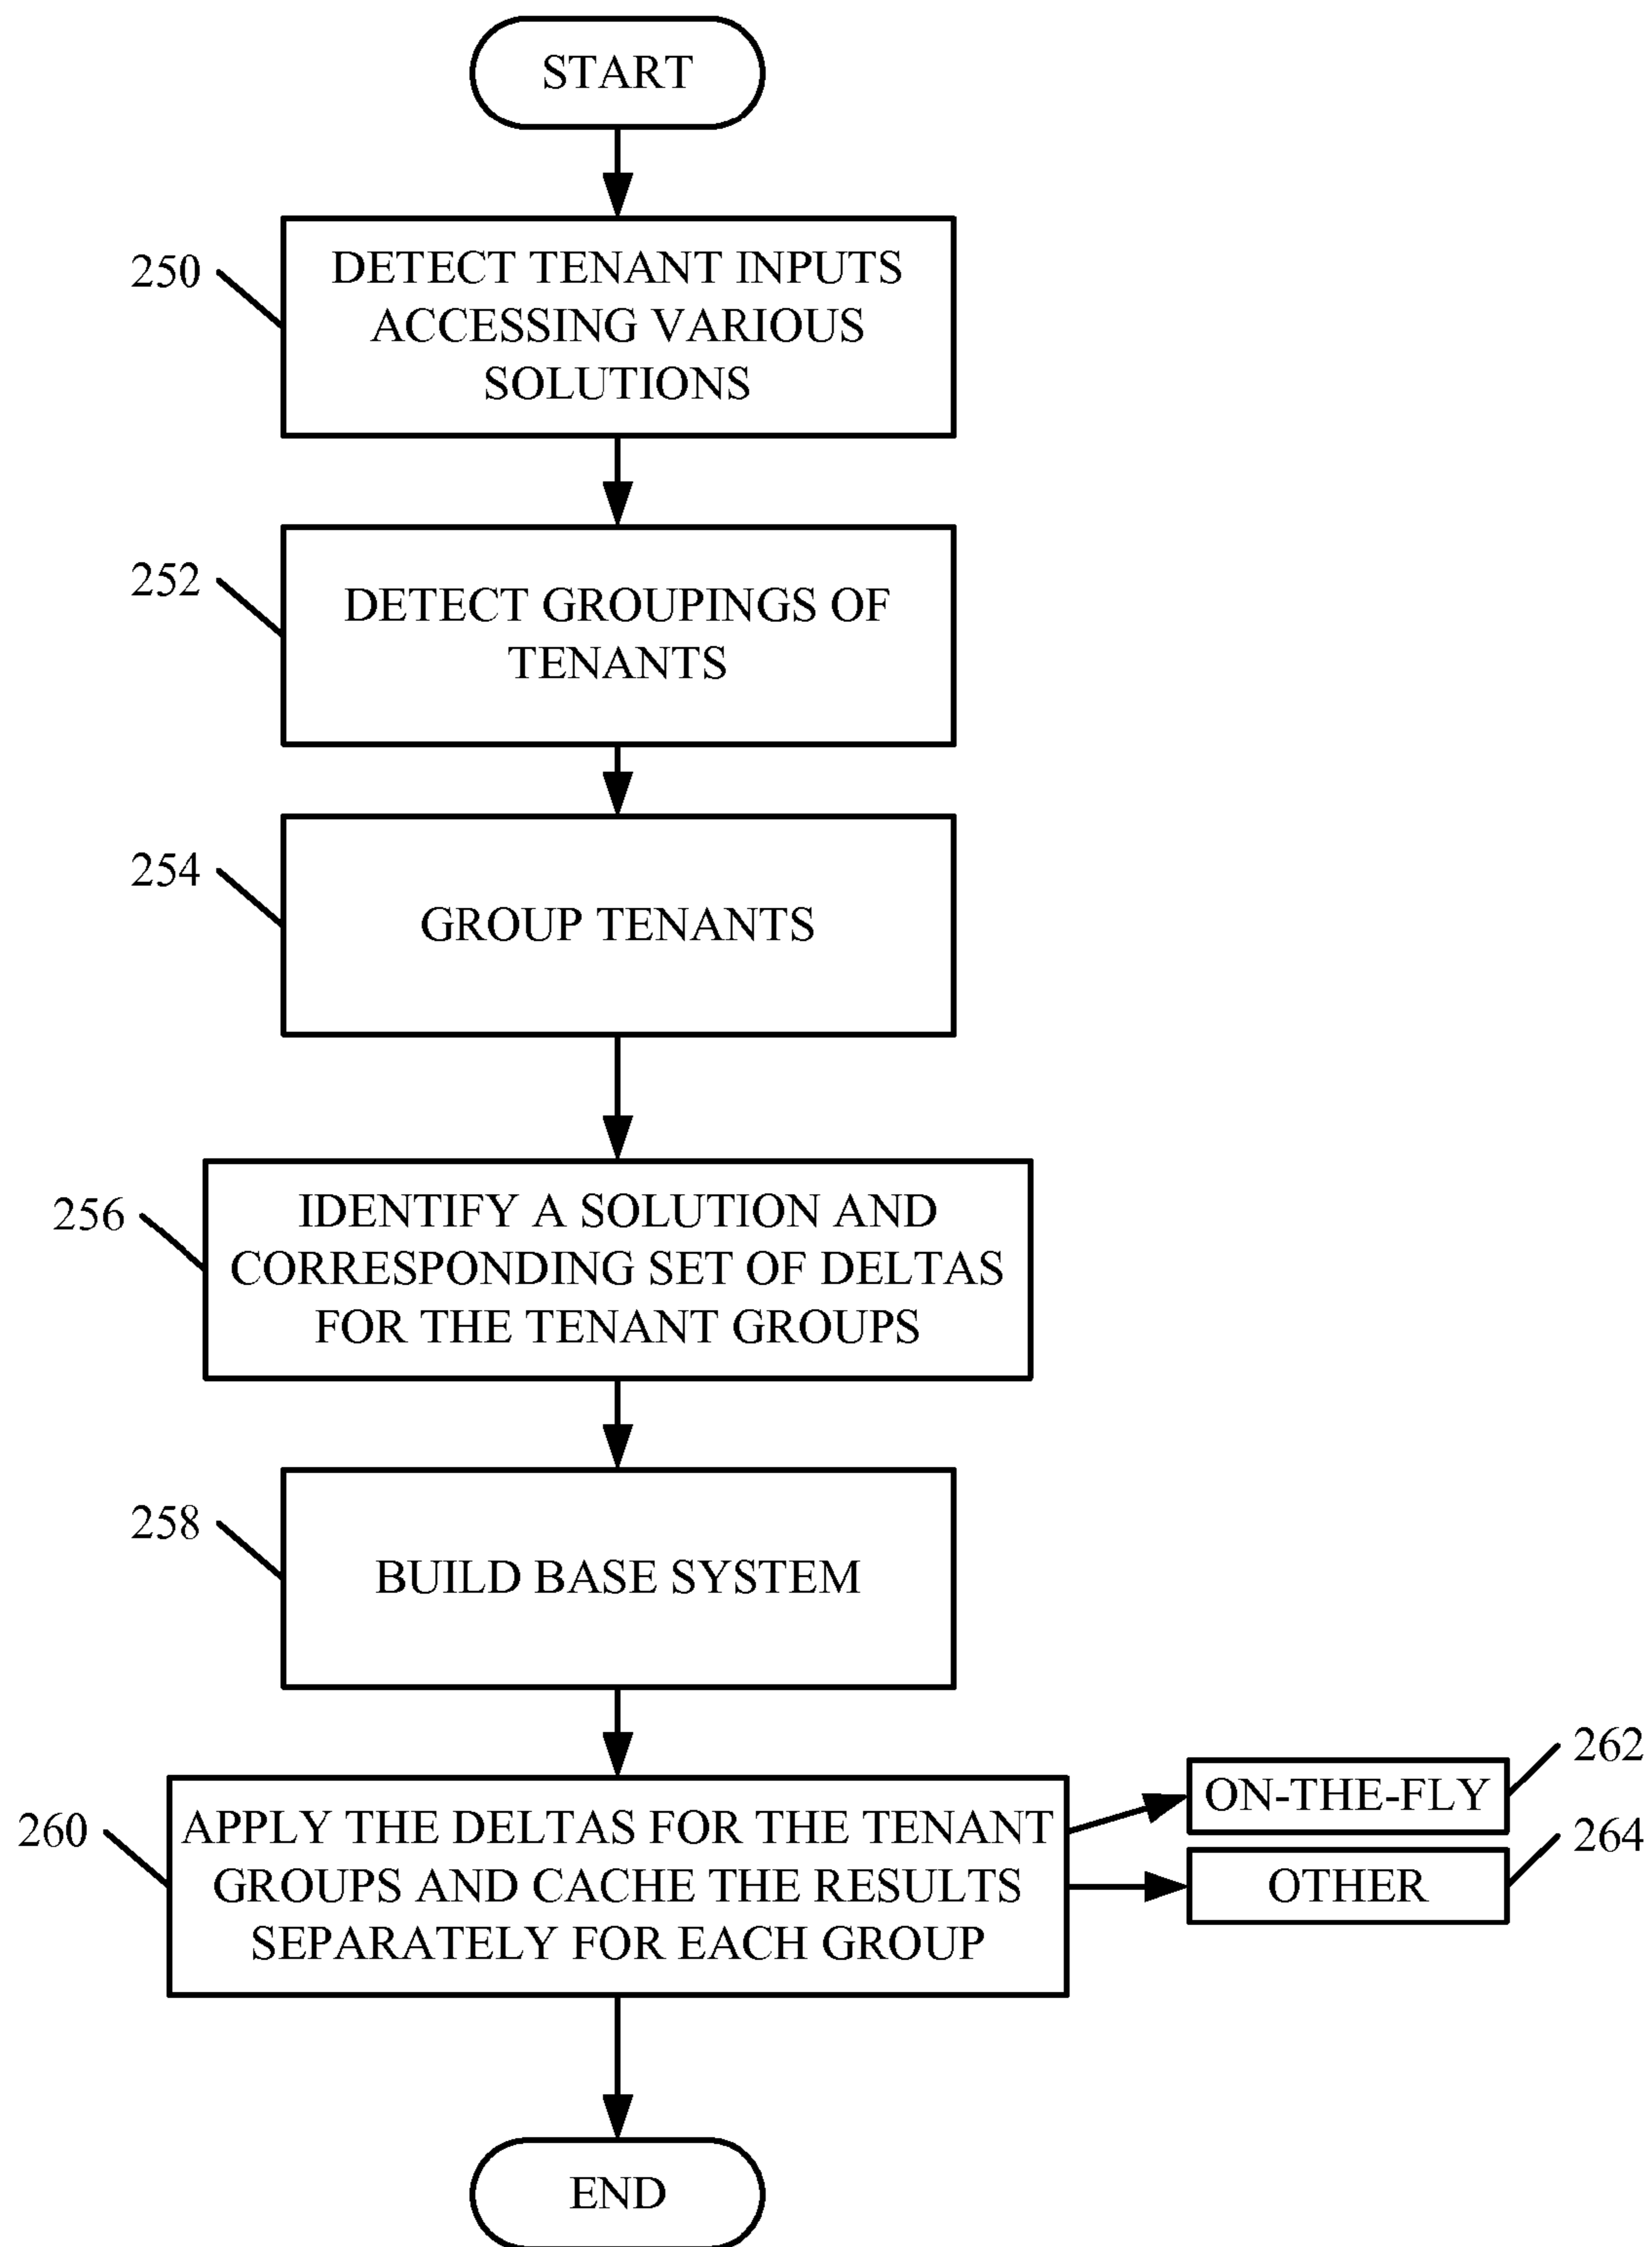 START
250
DETECT TENANT INPUTS
ACCESSING VARIOUS
SOLUTIONS
252
DETECT GROUPINGS OF
TENANTS
254
GROUP TENANTS
256
IDENTIFY A SOLUTION AND
CORRESPONDING SET OF DELTAS
FOR THE TENANT GROUPS
258
BUILD BASE SYSTEM
260
APPLY THE DELTAS FOR THE TENANT
GROUPS AND CACHE THE RESULTS
SEPARATELY FOR EACH GROUP
262
ON-THE-FLY
264
OTHER
END